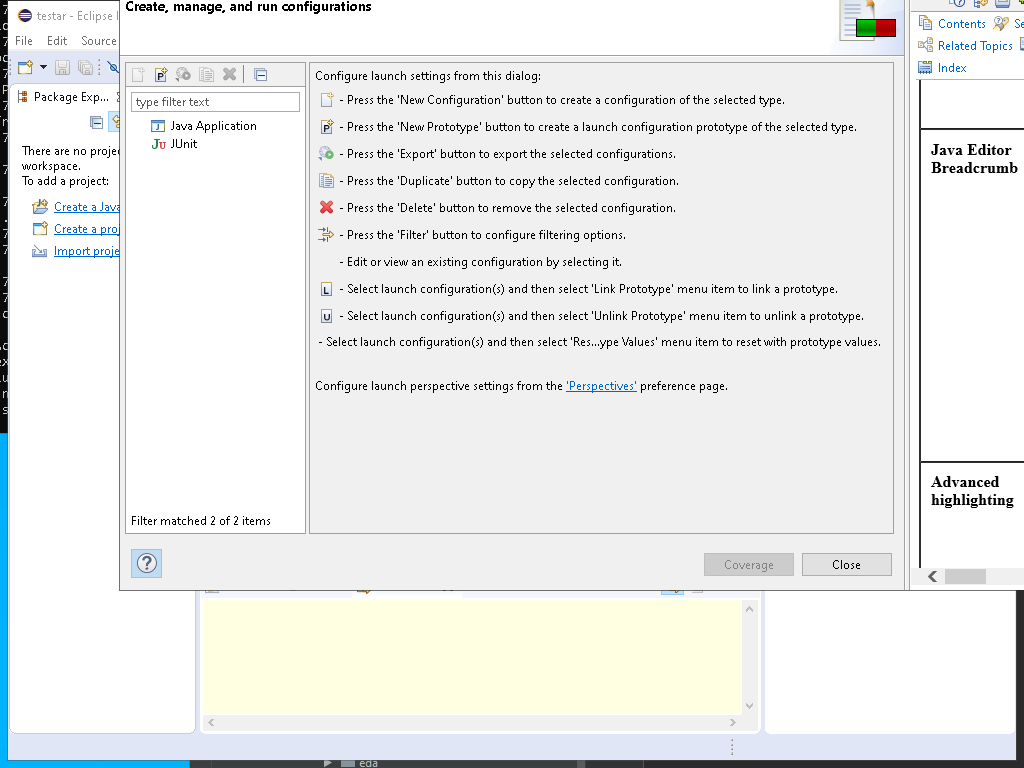 Create, manage, and run configurations
testar - Eclipse I
File Edit Source
Package Exp...
There are no proje
workspace.
To add a project:
Create a Java
Create a proj
Import proje
type filter text
Java Application
Ju JUnit
Filter matched 2 of 2 items
Configure launch settings from this dialog:
- Press the 'New Configuration' button to create a configuration of the selected type.
P - Press the 'New Prototype' button to create a launch configuration prototype of the selected type.
- Press the 'Export' button to export the selected configurations.
- Press the 'Duplicate' button to copy the selected configuration.
- Press the 'Delete' button to remove the selected configuration.
- Press the 'Filter' button to configure filtering options.
- Edit or view an existing configuration by selecting it.
L - Select launch configuration(s) and then select 'Link Prototype' menu item to link a prototype.
U - Select launch configuration(s) and then select 'Unlink Prototype' menu item to unlink a prototype.
- Select launch configuration(s) and then select 'Res...ype Values' menu item to reset with prototype values.
Configure launch perspective settings from the 'Perspectives' preference page.
?
Coverage
Close
Contents Se
Related Topics
Index
Java Editor
Breadcrumb
Advanced
highlighting
eda